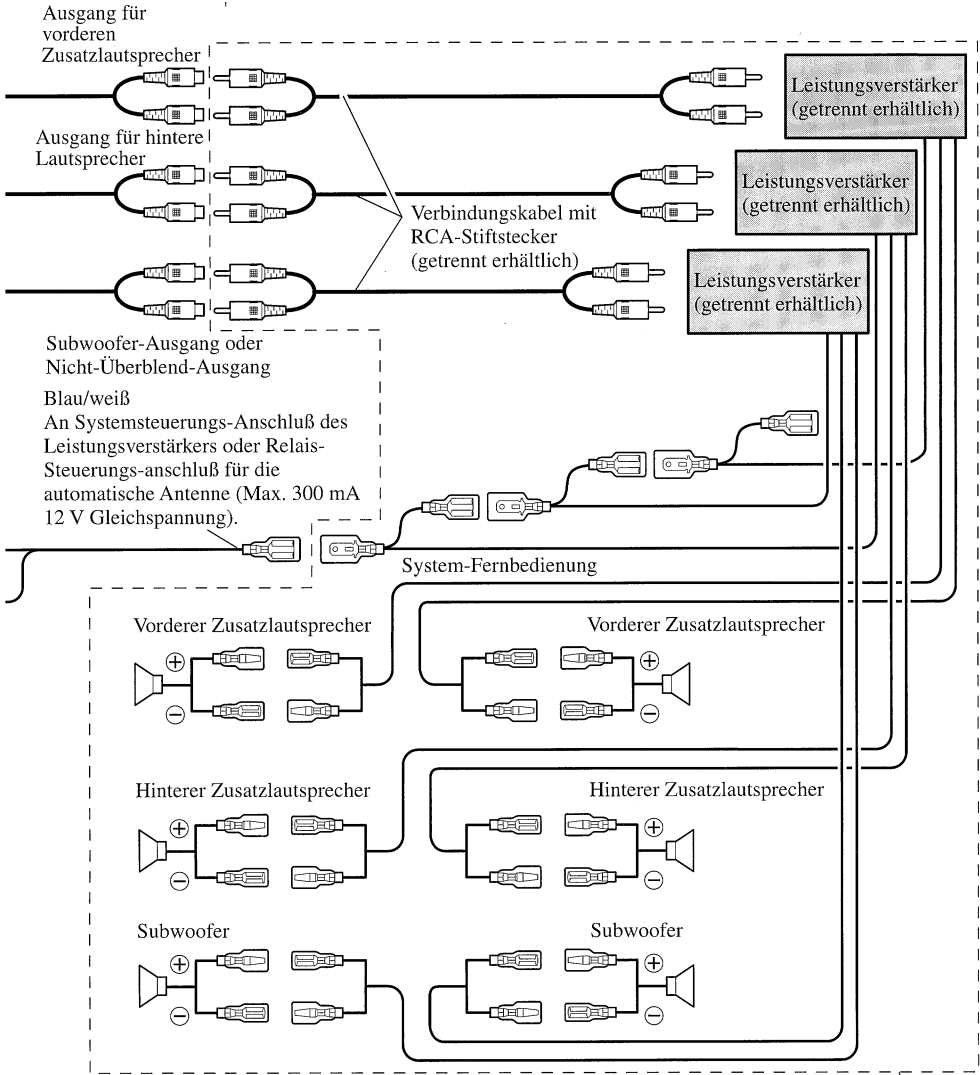 Ausgang für
vorderen
Zusatzlautsprecher
Leistungsverstärker
(getrennt erhältlich)
Ausgang für hintere
Lautsprecher
Leistungsverstärker
(getrennt erhältlich)
Verbindungskabel mit
RCA-Stiftstecker
(getrennt erhältlich)
Leistungsverstärker
(getrennt erhältlich)
Subwoofer-Ausgang oder
Nicht-Überblend-Ausgang
Blau/weiß
An Systemsteuerungs-Anschluß des
Leistungsverstärkers oder Relais-
Steuerungs-anschluß für die
automatische Antenne (Max. 300 mA
12 V Gleichspannung).
System-Fernbedienung
Vorderer Zusatzlautsprecher
Vorderer Zusatzlautsprecher
+ +
− −
Hinterer Zusatzlautsprecher
Hinterer Zusatzlautsprecher
+ +
− −
Subwoofer
Subwoofer
+ +
− −